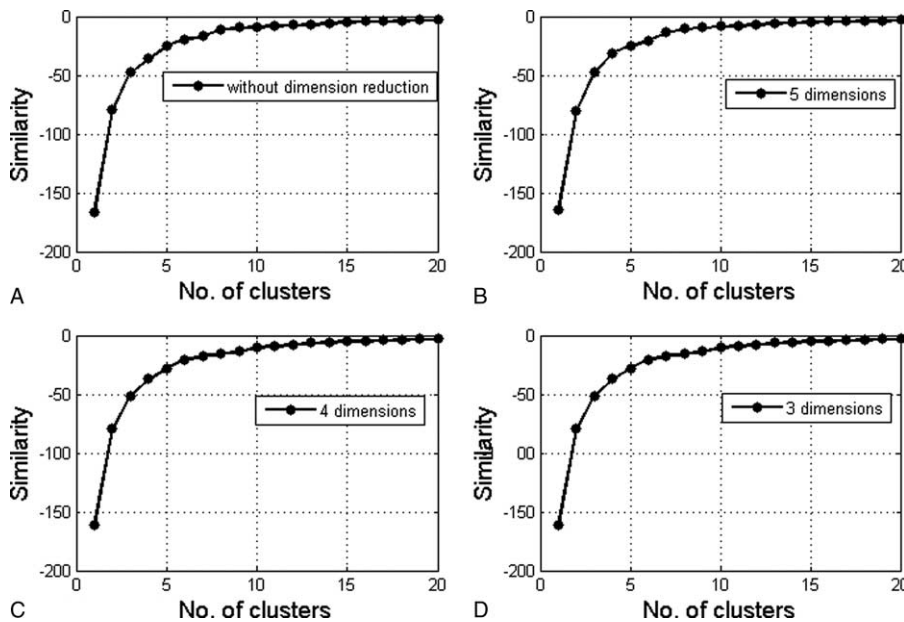 0
-50
-100
-150
-200
Similarity
without dimension reduction
0 5 10 15 20
No. of clusters
A
0
-50
-100
-150
-200
Similarity
5 dimensions
0 5 10 15 20
No. of clusters
B
0
-50
-100
-150
-200
Similarity
4 dimensions
0 5 10 15 20
No. of clusters
C
0
-50
00
-150
-200
Similarity
3 dimensions
0 5 10 15 20
No. of clusters
D